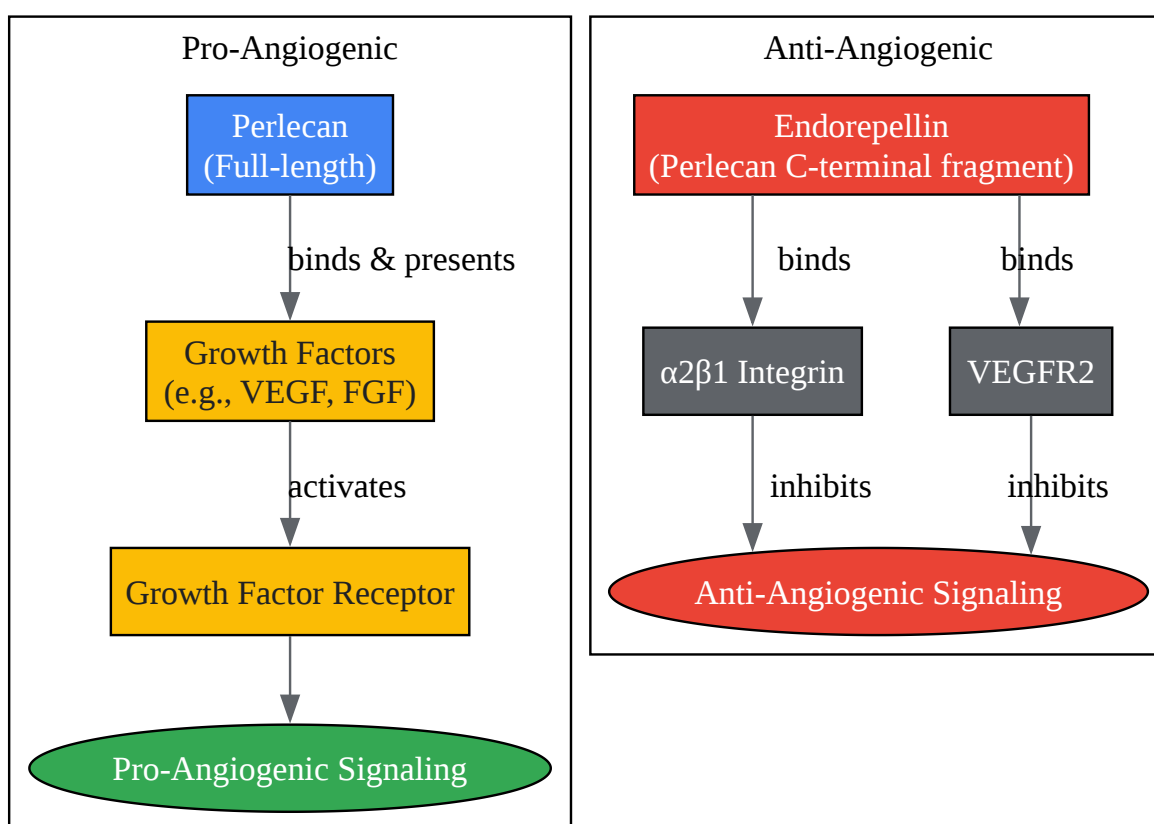 Pro-Angiogenic
Perlecan
(Full-length)
binds & presents
Growth Factors
(e.g., VEGF, FGF)
activates
Growth Factor Receptor
Pro-Angiogenic Signaling
Anti-Angiogenic
Endorepellin
(Perlecan C-terminal fragment)
binds
binds
α2β1 Integrin
VEGFR2
inhibits
inhibits
Anti-Angiogenic Signaling